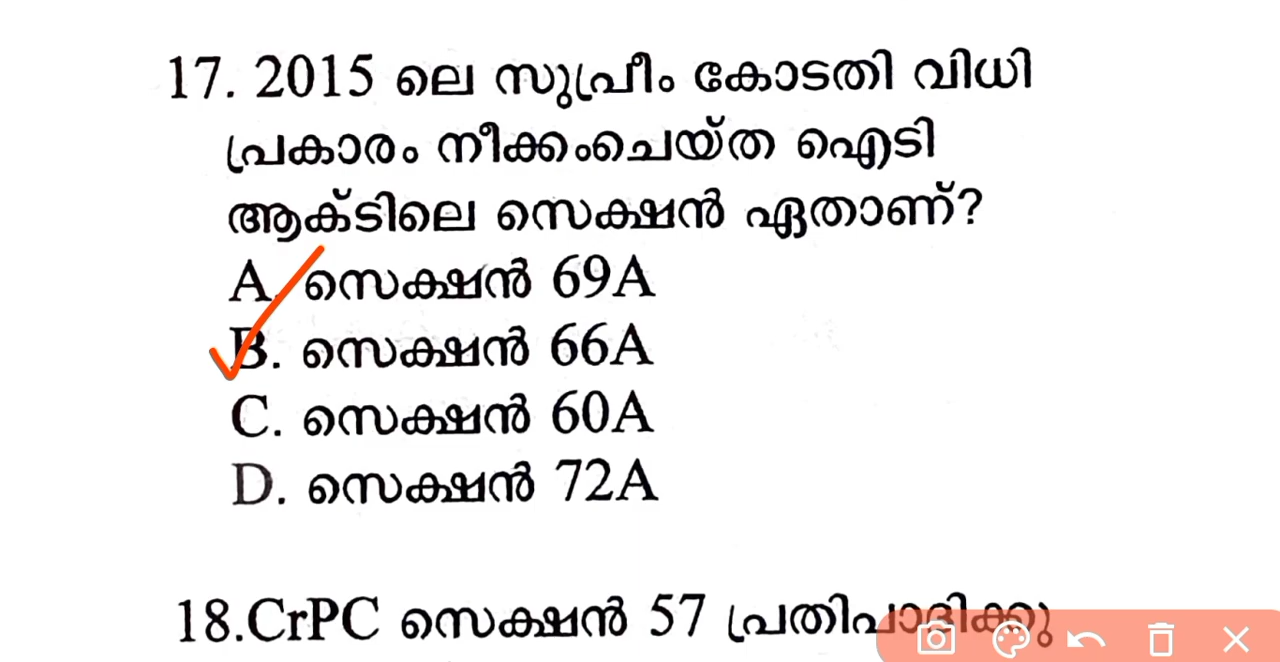 17. 2015 ലെ സുപ്രീം കോടതി വിധി
പ്രകാരം നീക്കംചെയ്ത ഐടി
ആക്ടിലെ സെക്ഷൻ ഏതാണ്?
A. സെക്ഷൻ 69A
B. സെക്ഷൻ 66A
C. സെക്ഷൻ 60A
D. സെക്ഷൻ 72A
18.CrPC സെക്ഷൻ 57 പ്രതിപാദിക്കു